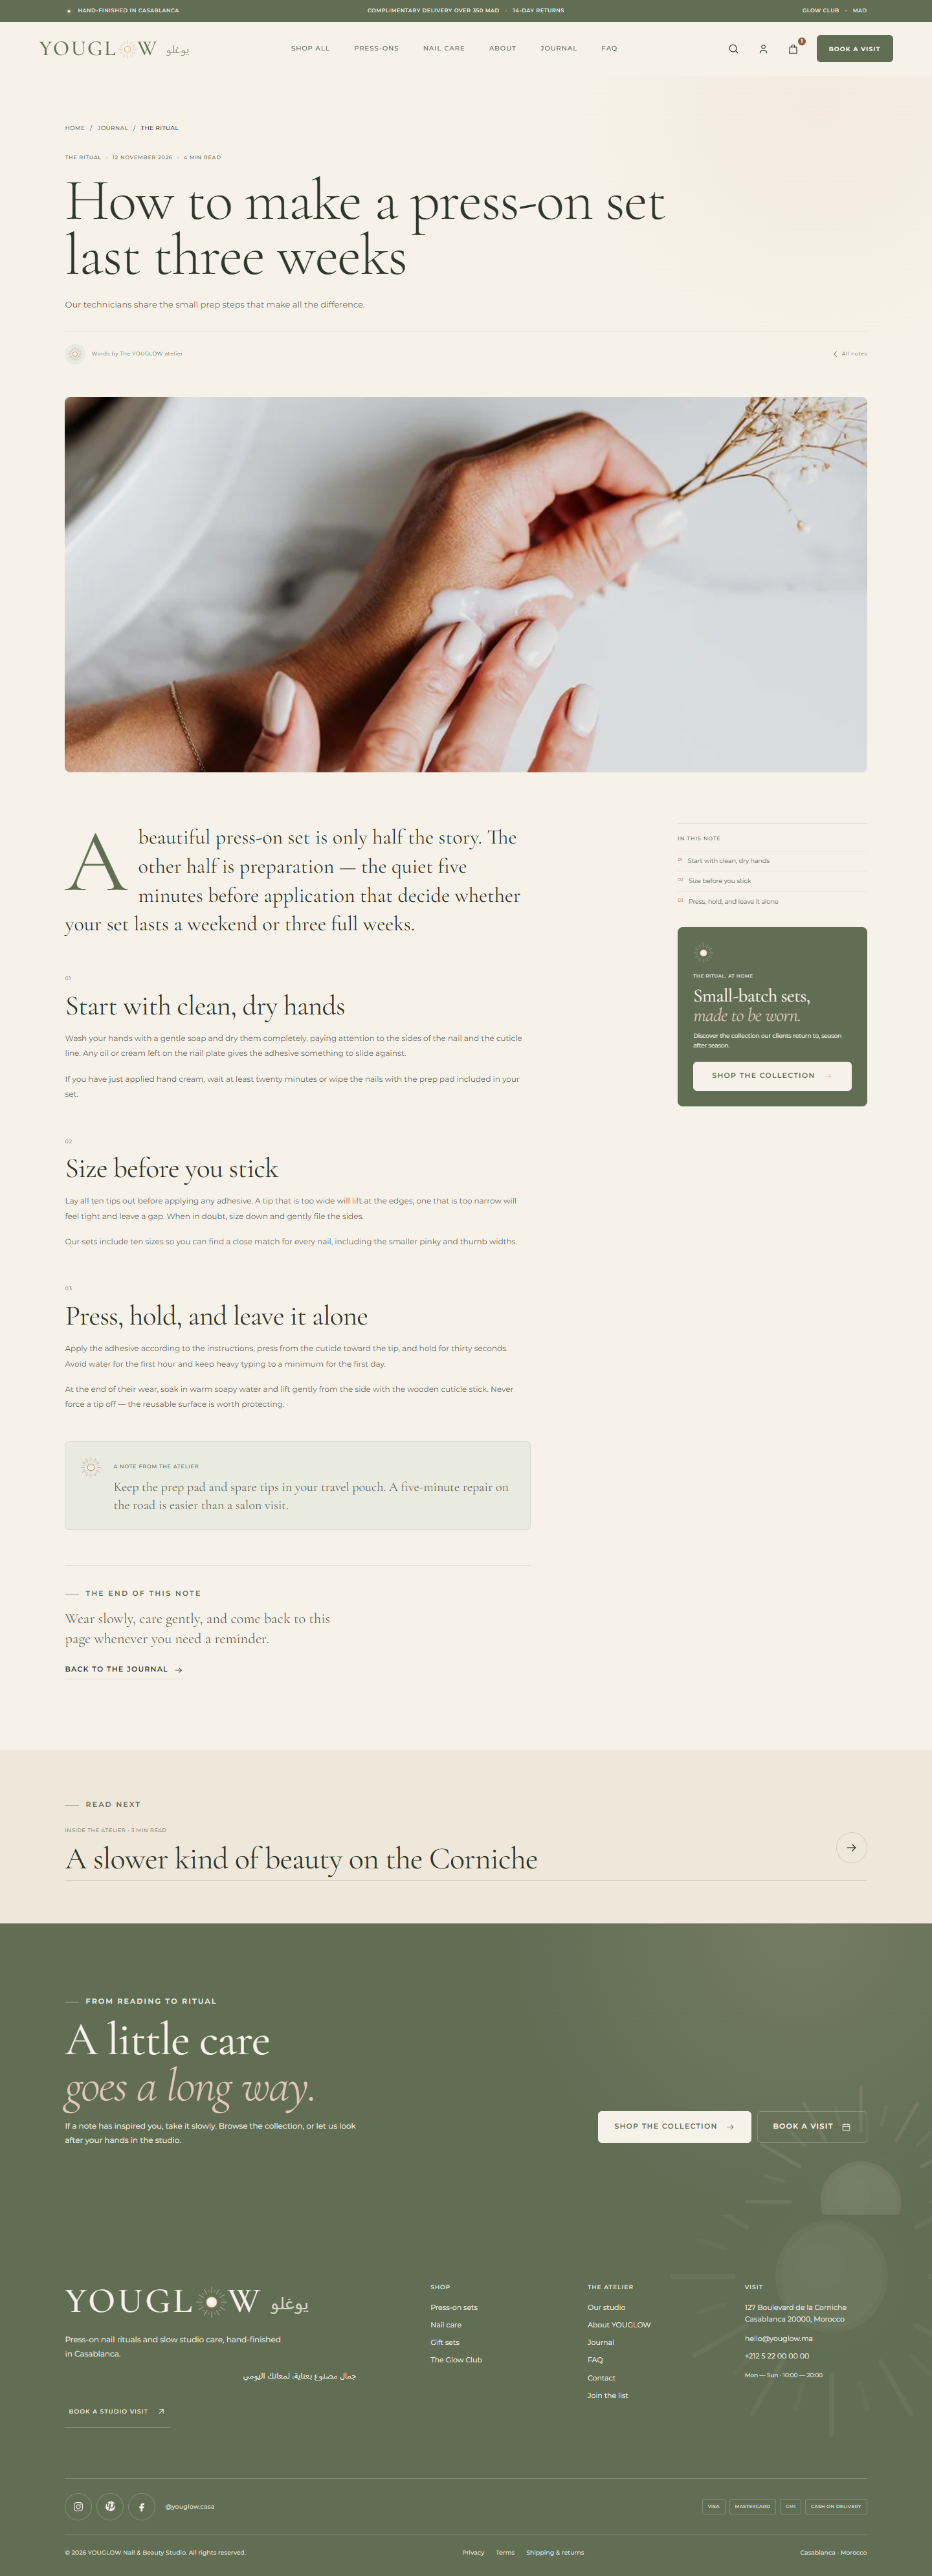 HAND-FINISHED IN CASABLANCA
COMPLIMENTARY DELIVERY OVER 350 MAD · 14-DAY RETURNS
GLOW CLUB · MAD
YOUGLOW يوغلو
SHOP ALL
PRESS-ONS
NAIL CARE
ABOUT
JOURNAL
FAQ
1
BOOK A VISIT
HOME / JOURNAL / THE RITUAL
THE RITUAL · 12 NOVEMBER 2026 · 4 MIN READ
How to make a press-on set
last three weeks
Our technicians share the small prep steps that make all the difference.
Words by The YOUGLOW atelier
All notes
A beautiful press-on set is only half the story. The
other half is preparation — the quiet five
minutes before application that decide whether
your set lasts a weekend or three full weeks.
01
Start with clean, dry hands
Wash your hands with a gentle soap and dry them completely, paying attention to the sides of the nail and the cuticle
line. Any oil or cream left on the nail plate gives the adhesive something to slide against.
If you have just applied hand cream, wait at least twenty minutes or wipe the nails with the prep pad included in your
set.
02
Size before you stick
Lay all ten tips out before applying any adhesive. A tip that is too wide will lift at the edges; one that is too narrow will
feel tight and leave a gap. When in doubt, size down and gently file the sides.
Our sets include ten sizes so you can find a close match for every nail, including the smaller pinky and thumb widths.
03
Press, hold, and leave it alone
Apply the adhesive according to the instructions, press from the cuticle toward the tip, and hold for thirty seconds.
Avoid water for the first hour and keep heavy typing to a minimum for the first day.
At the end of their wear, soak in warm soapy water and lift gently from the side with the wooden cuticle stick. Never
force a tip off — the reusable surface is worth protecting.
A NOTE FROM THE ATELIER
Keep the prep pad and spare tips in your travel pouch. A five-minute repair on
the road is easier than a salon visit.
THE END OF THIS NOTE
Wear slowly, care gently, and come back to this
page whenever you need a reminder.
BACK TO THE JOURNAL
IN THIS NOTE
01 Start with clean, dry hands
02 Size before you stick
03 Press, hold, and leave it alone
THE RITUAL, AT HOME
Small-batch sets,
made to be worn.
Discover the collection our clients return to, season
after season.
SHOP THE COLLECTION
READ NEXT
INSIDE THE ATELIER · 3 MIN READ
A slower kind of beauty on the Corniche
FROM READING TO RITUAL
A little care
goes a long way.
If a note has inspired you, take it slowly. Browse the collection, or let us look
after your hands in the studio.
SHOP THE COLLECTION
BOOK A VISIT
YOUGLOW يوغلو
Press-on nail rituals and slow studio care, hand-finished
in Casablanca.
جمال مصنوع بعناية، لمعانك اليومي
BOOK A STUDIO VISIT
SHOP
Press-on sets
Nail care
Gift sets
The Glow Club
THE ATELIER
Our studio
About YOUGLOW
Journal
FAQ
Contact
Join the list
VISIT
127 Boulevard de la Corniche
Casablanca 20000, Morocco
hello@youglow.ma
+212 5 22 00 00 00
Mon — Sun · 10:00 — 20:00
@youglow.casa
VISA
MASTERCARD
CMI
CASH ON DELIVERY
© 2026 YOUGLOW Nail & Beauty Studio. All rights reserved.
Privacy
Terms
Shipping & returns
Casablanca · Morocco